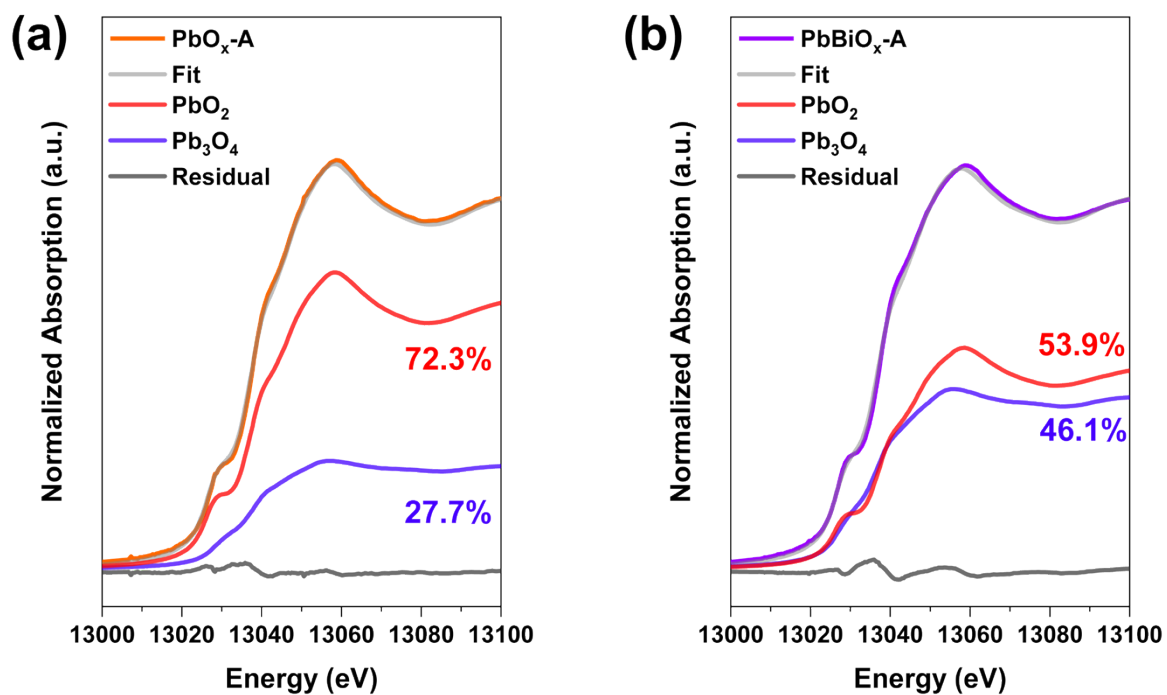 (a)
PbOₓ-A
Fit
PbO₂
Pb₃O₄
Residual
72.3%
27.7%
Normalized Absorption (a.u.)
13000 13020 13040 13060 13080 13100
Energy (eV)
(b)
PbBiOₓ-A
Fit
PbO₂
Pb₃O₄
Residual
53.9%
46.1%
Normalized Absorption (a.u.)
13000 13020 13040 13060 13080 13100
Energy (eV)